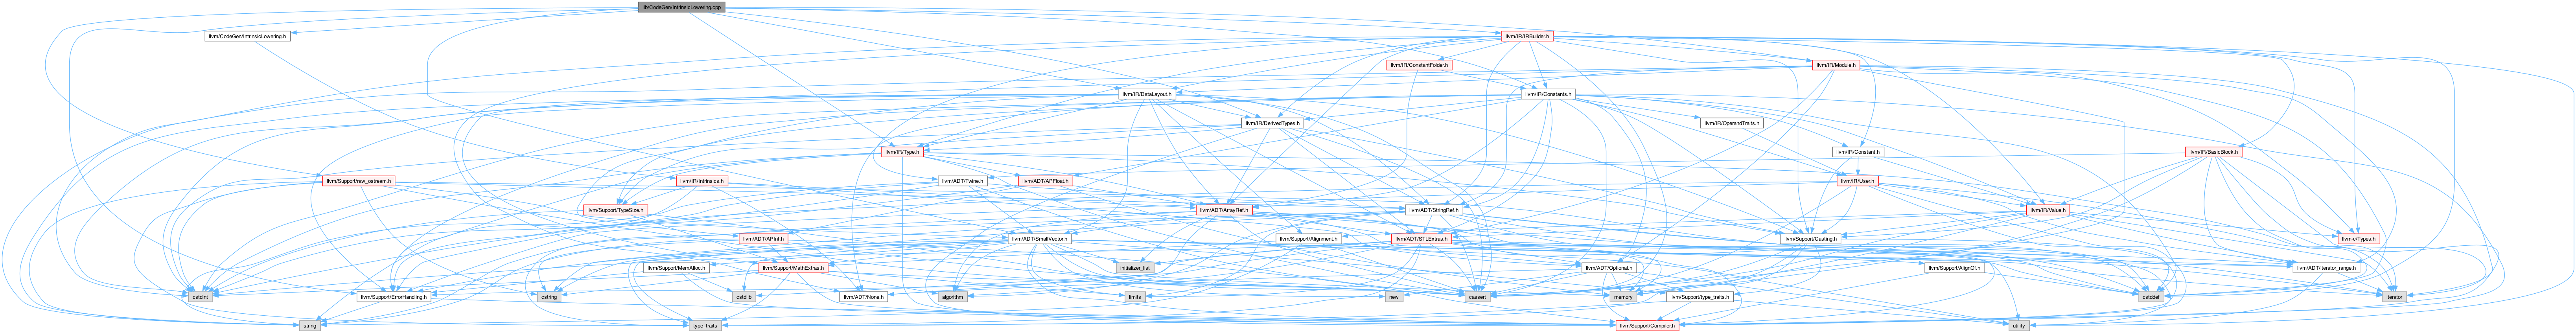 lib/CodeGen/IntrinsicLowering.cpp
llvm/CodeGen/IntrinsicLowering.h
llvm/IR/IRBuilder.h
llvm/IR/ConstantFolder.h
llvm/IR/Module.h
llvm/IR/DataLayout.h
llvm/IR/Constants.h
llvm/IR/DerivedTypes.h
llvm/IR/OperandTraits.h
llvm/IR/Type.h
llvm/IR/Constant.h
llvm/IR/BasicBlock.h
llvm/Support/raw_ostream.h
llvm/IR/Intrinsics.h
llvm/ADT/Twine.h
llvm/ADT/APFloat.h
llvm/IR/User.h
llvm/Support/TypeSize.h
llvm/ADT/ArrayRef.h
llvm/ADT/StringRef.h
llvm/IR/Value.h
llvm/ADT/APInt.h
llvm/ADT/SmallVector.h
llvm/Support/Alignment.h
llvm/ADT/STLExtras.h
llvm/Support/Casting.h
llvm-c/Types.h
llvm/Support/MemAlloc.h
llvm/Support/MathExtras.h
initializer_list
llvm/ADT/Optional.h
llvm/Support/AlignOf.h
llvm/ADT/iterator_range.h
cstdint
llvm/Support/ErrorHandling.h
cstring
cstdlib
llvm/ADT/None.h
algorithm
limits
cassert
new
memory
llvm/Support/type_traits.h
cstddef
iterator
string
type_traits
llvm/Support/Compiler.h
utility